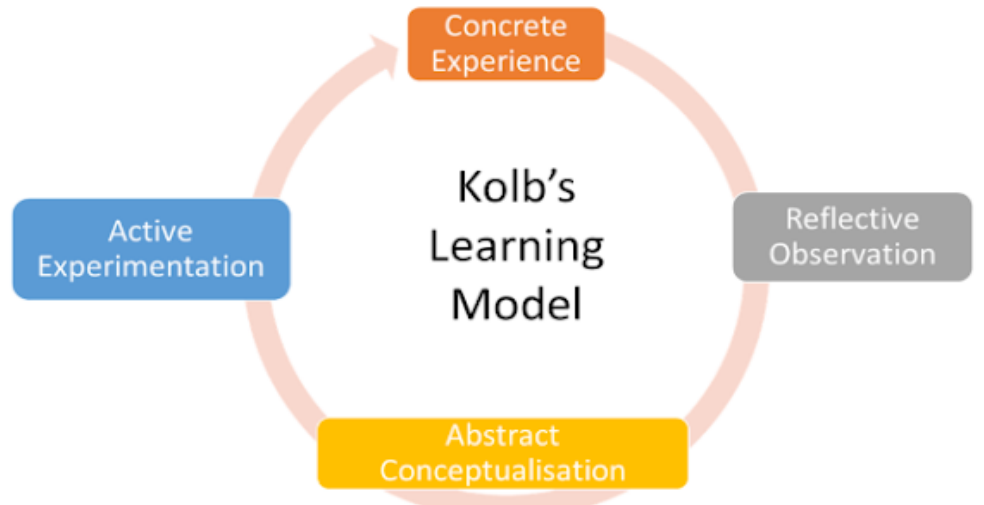 Concrete
Experience
Kolb’s
Learning
Model
Reflective
Observation
Active
Experimentation
Abstract
Conceptualisation